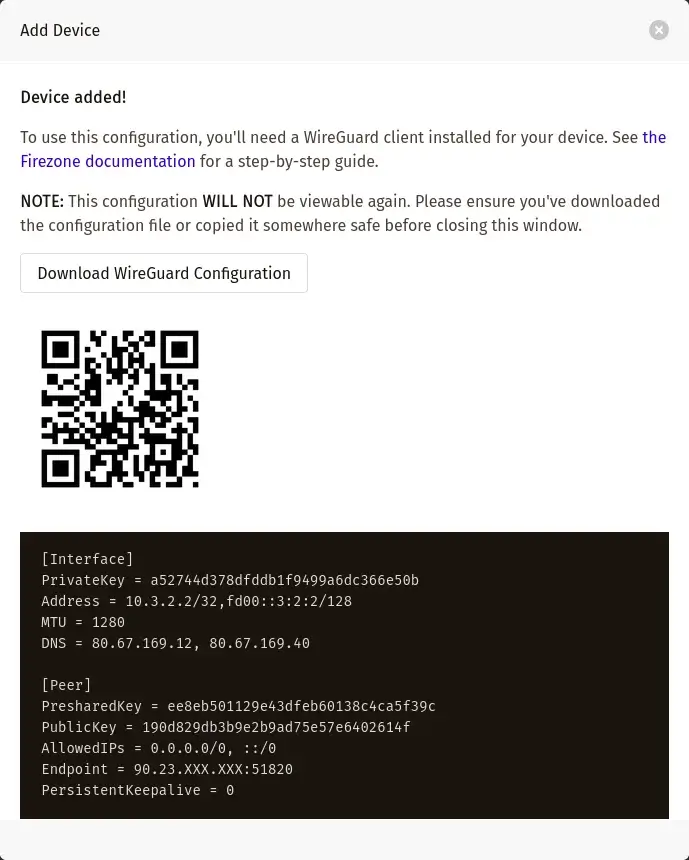 Add Device
Device added!
To use this configuration, you'll need a WireGuard client installed for your device. See the
Firezone documentation for a step-by-step guide.
NOTE: This configuration WILL NOT be viewable again. Please ensure you've downloaded
the configuration file or copied it somewhere safe before closing this window.
Download WireGuard Configuration
[Interface]
PrivateKey = a52744d378dfddb1f9499a6dc366e50b
Address = 10.3.2.2/32,fd00::3:2:2/128
MTU = 1280
DNS = 80.67.169.12, 80.67.169.40
[Peer]
PresharedKey = ee8eb501129e43dfeb60138c4ca5f39c
PublicKey = 190d829db3b9e2b9ad75e57e6402614f
AllowedIPs = 0.0.0.0/0, ::/0
Endpoint = 90.23.XXX.XXX:51820
PersistentKeepalive = 0